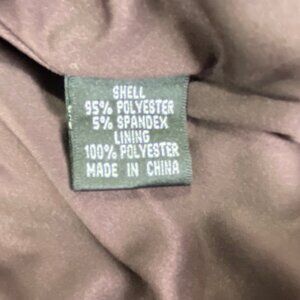 SHELL
95% POLYESTER
5% SPANDEX
LINING
100% POLYESTER
MADE IN CHINA